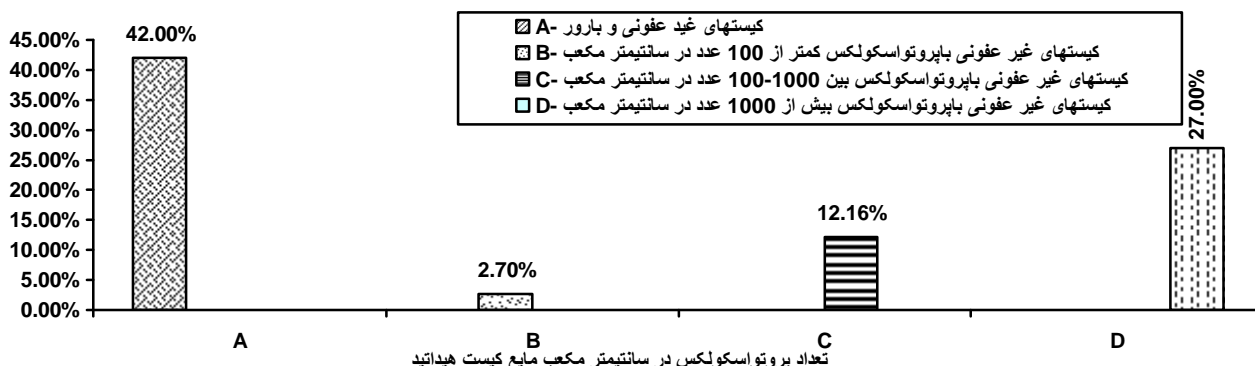 کیستهای غید عفونی و بارور -A
کیستهای غیر عفونی باپروتواسکولکس کمتر از 100 عدد در سانتیمتر مکعب -B
کیستهای غیر عفونی باپروتواسکولکس بین 1000-100 عدد در سانتیمتر مکعب -C
کیستهای غیر عفونی باپروتواسکولکس بیش از 1000 عدد در سانتیمتر مکعب -D
45.00%
40.00%
35.00%
30.00%
25.00%
20.00%
15.00%
10.00%
5.00%
0.00%
42.00%
2.70%
12.16%
27.00%
A
B
C
D
تعداد پروتواسکولکس در سانتیمتر مکعب مایع کیست هیداتید